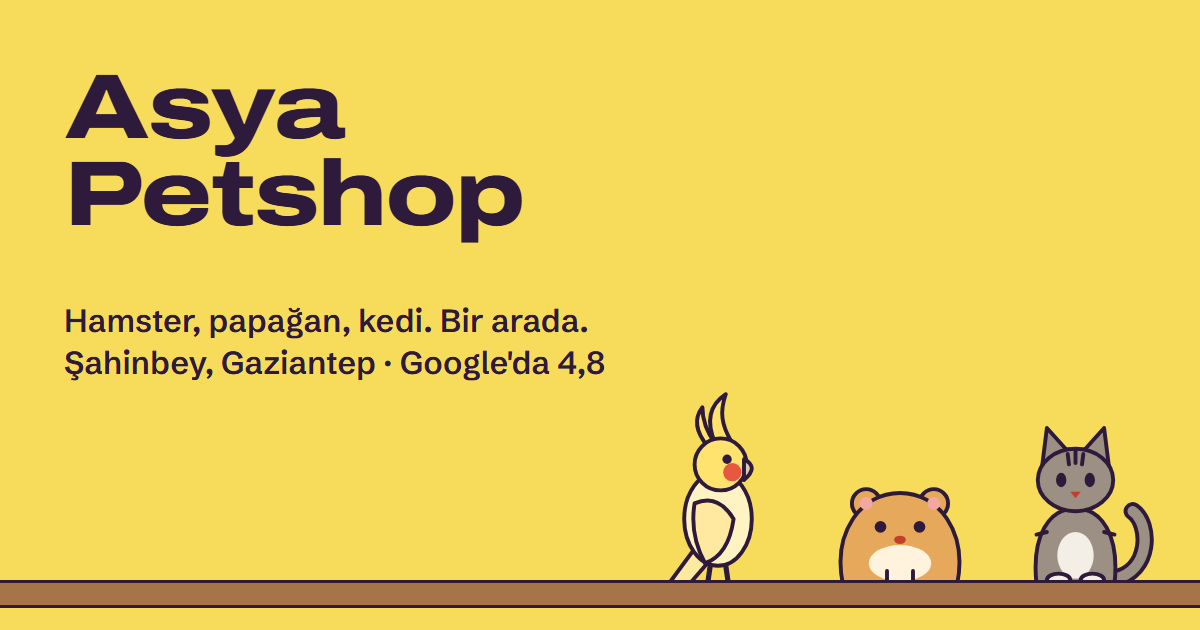 Asya
Petshop
Hamster, papağan, kedi. Bir arada.
Şahinbey, Gaziantep · Google'da 4,8